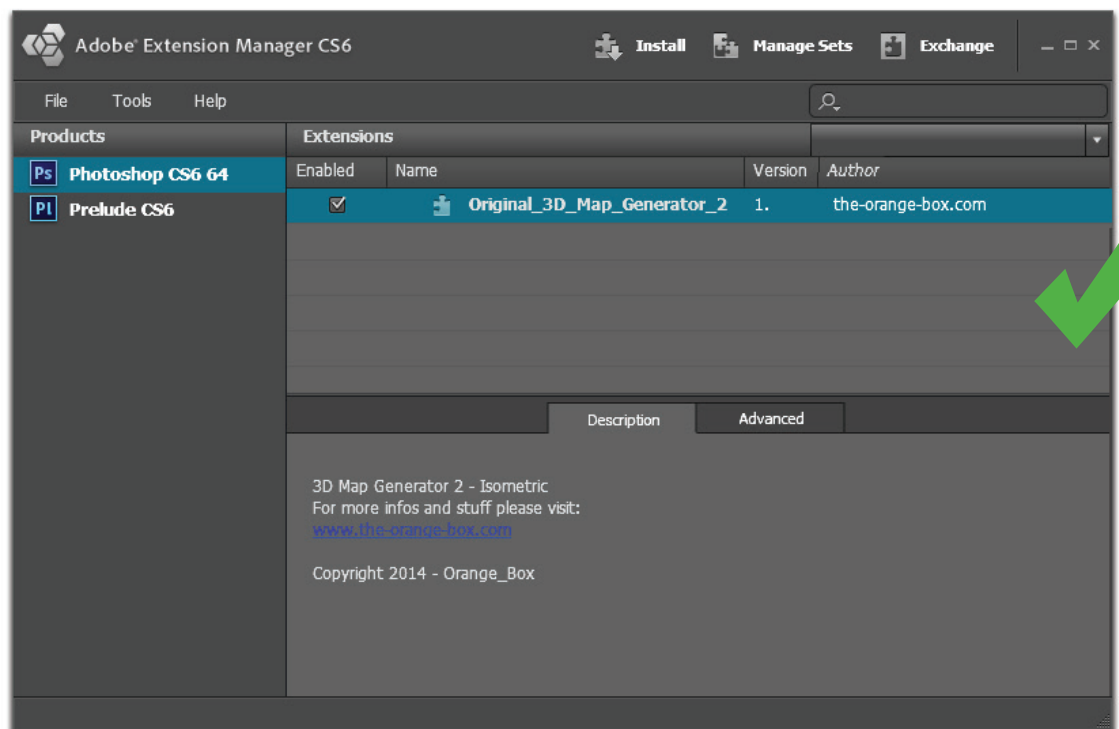 Adobe® Extension Manager CS6
Install
Manage Sets
Exchange
File Tools Help
Products
Extensions
Ps Photoshop CS6 64
Pl Prelude CS6
Enabled Name Version Author
Original_3D_Map_Generator_2 1. the-orange-box.com
Description
Advanced
3D Map Generator 2 - Isometric
For more infos and stuff please visit:
www.the-orange-box.com
Copyright 2014 - Orange_Box